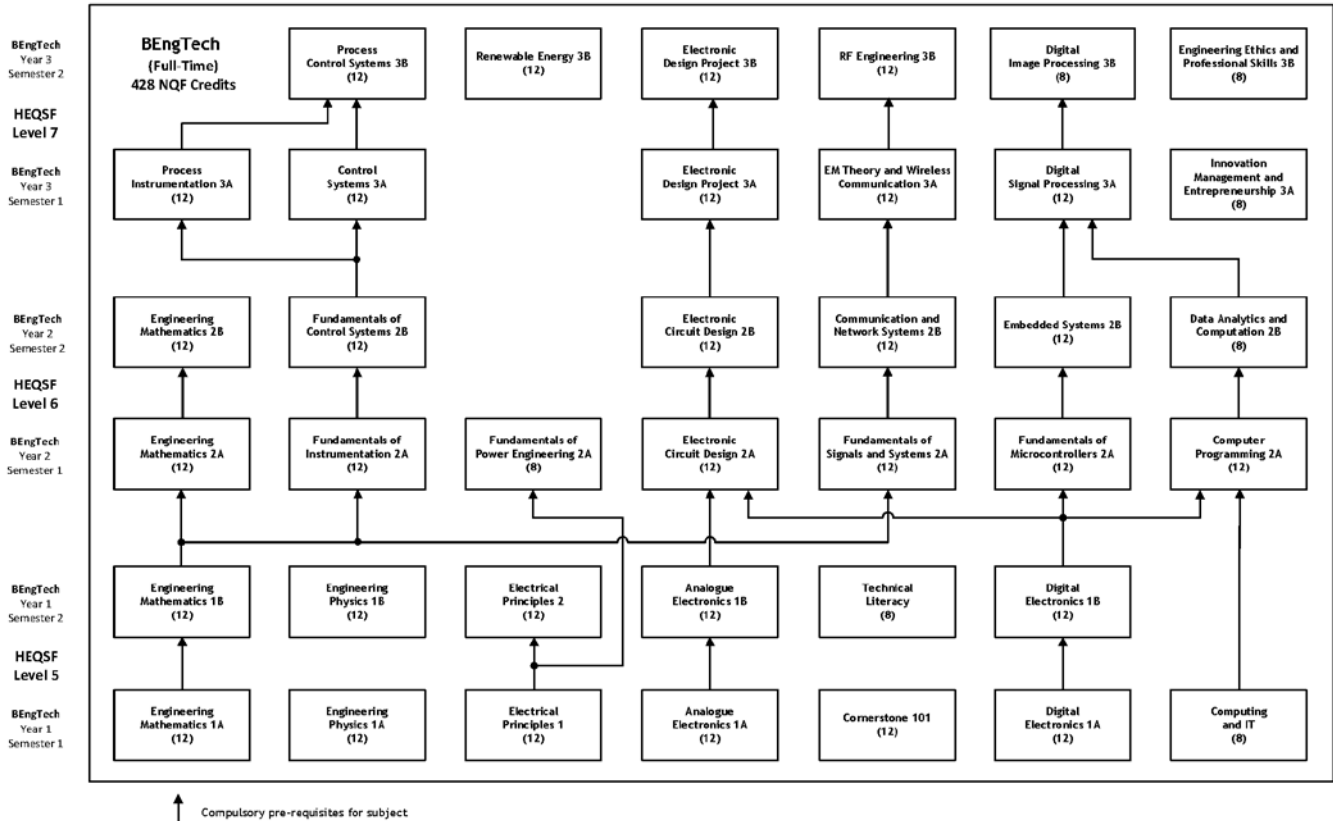 BEngTech
Year 3
Semester 2
BEngTech
(Full-Time)
428 NQF Credits
Process
Control Systems 3B
(12)
Renewable Energy 3B
(12)
Electronic
Design Project 3B
(12)
RF Engineering 3B
(12)
Digital
Image Processing 3B
(8)
Engineering Ethics and
Professional Skills 3B
(8)
HEQSF
Level 7
BEngTech
Year 3
Semester 1
Process
Instrumentation 3A
(12)
Control
Systems 3A
(12)
Electronic
Design Project 3A
(12)
EM Theory and Wireless
Communication 3A
(12)
Digital
Signal Processing 3A
(12)
Innovation
Management and
Entrepreneurship 3A
(8)
BEngTech
Year 2
Semester 2
Engineering
Mathematics 2B
(12)
Fundamentals of
Control Systems 2B
(12)
Electronic
Circuit Design 2B
(12)
Communication and
Network Systems 2B
(12)
Embedded Systems 2B
(12)
Data Analytics and
Computation 2B
(8)
HEQSF
Level 6
BEngTech
Year 2
Semester 1
Engineering
Mathematics 2A
(12)
Fundamentals of
Instrumentation 2A
(12)
Fundamentals of
Power Engineering 2A
(8)
Electronic
Circuit Design 2A
(12)
Fundamentals of
Signals and Systems 2A
(12)
Fundamentals of
Microcontrollers 2A
(12)
Computer
Programming 2A
(12)
BEngTech
Year 1
Semester 2
Engineering
Mathematics 1B
(12)
Engineering
Physics 1B
(12)
Electrical
Principles 2
(12)
Analogue
Electronics 1B
(12)
Technical
Literacy
(8)
Digital
Electronics 1B
(12)
HEQSF
Level 5
BEngTech
Year 1
Semester 1
Engineering
Mathematics 1A
(12)
Engineering
Physics 1A
(12)
Electrical
Principles 1
(12)
Analogue
Electronics 1A
(12)
Cornerstone 101
(12)
Digital
Electronics 1A
(12)
Computing
and IT
(8)
Compulsory pre-requisites for subject